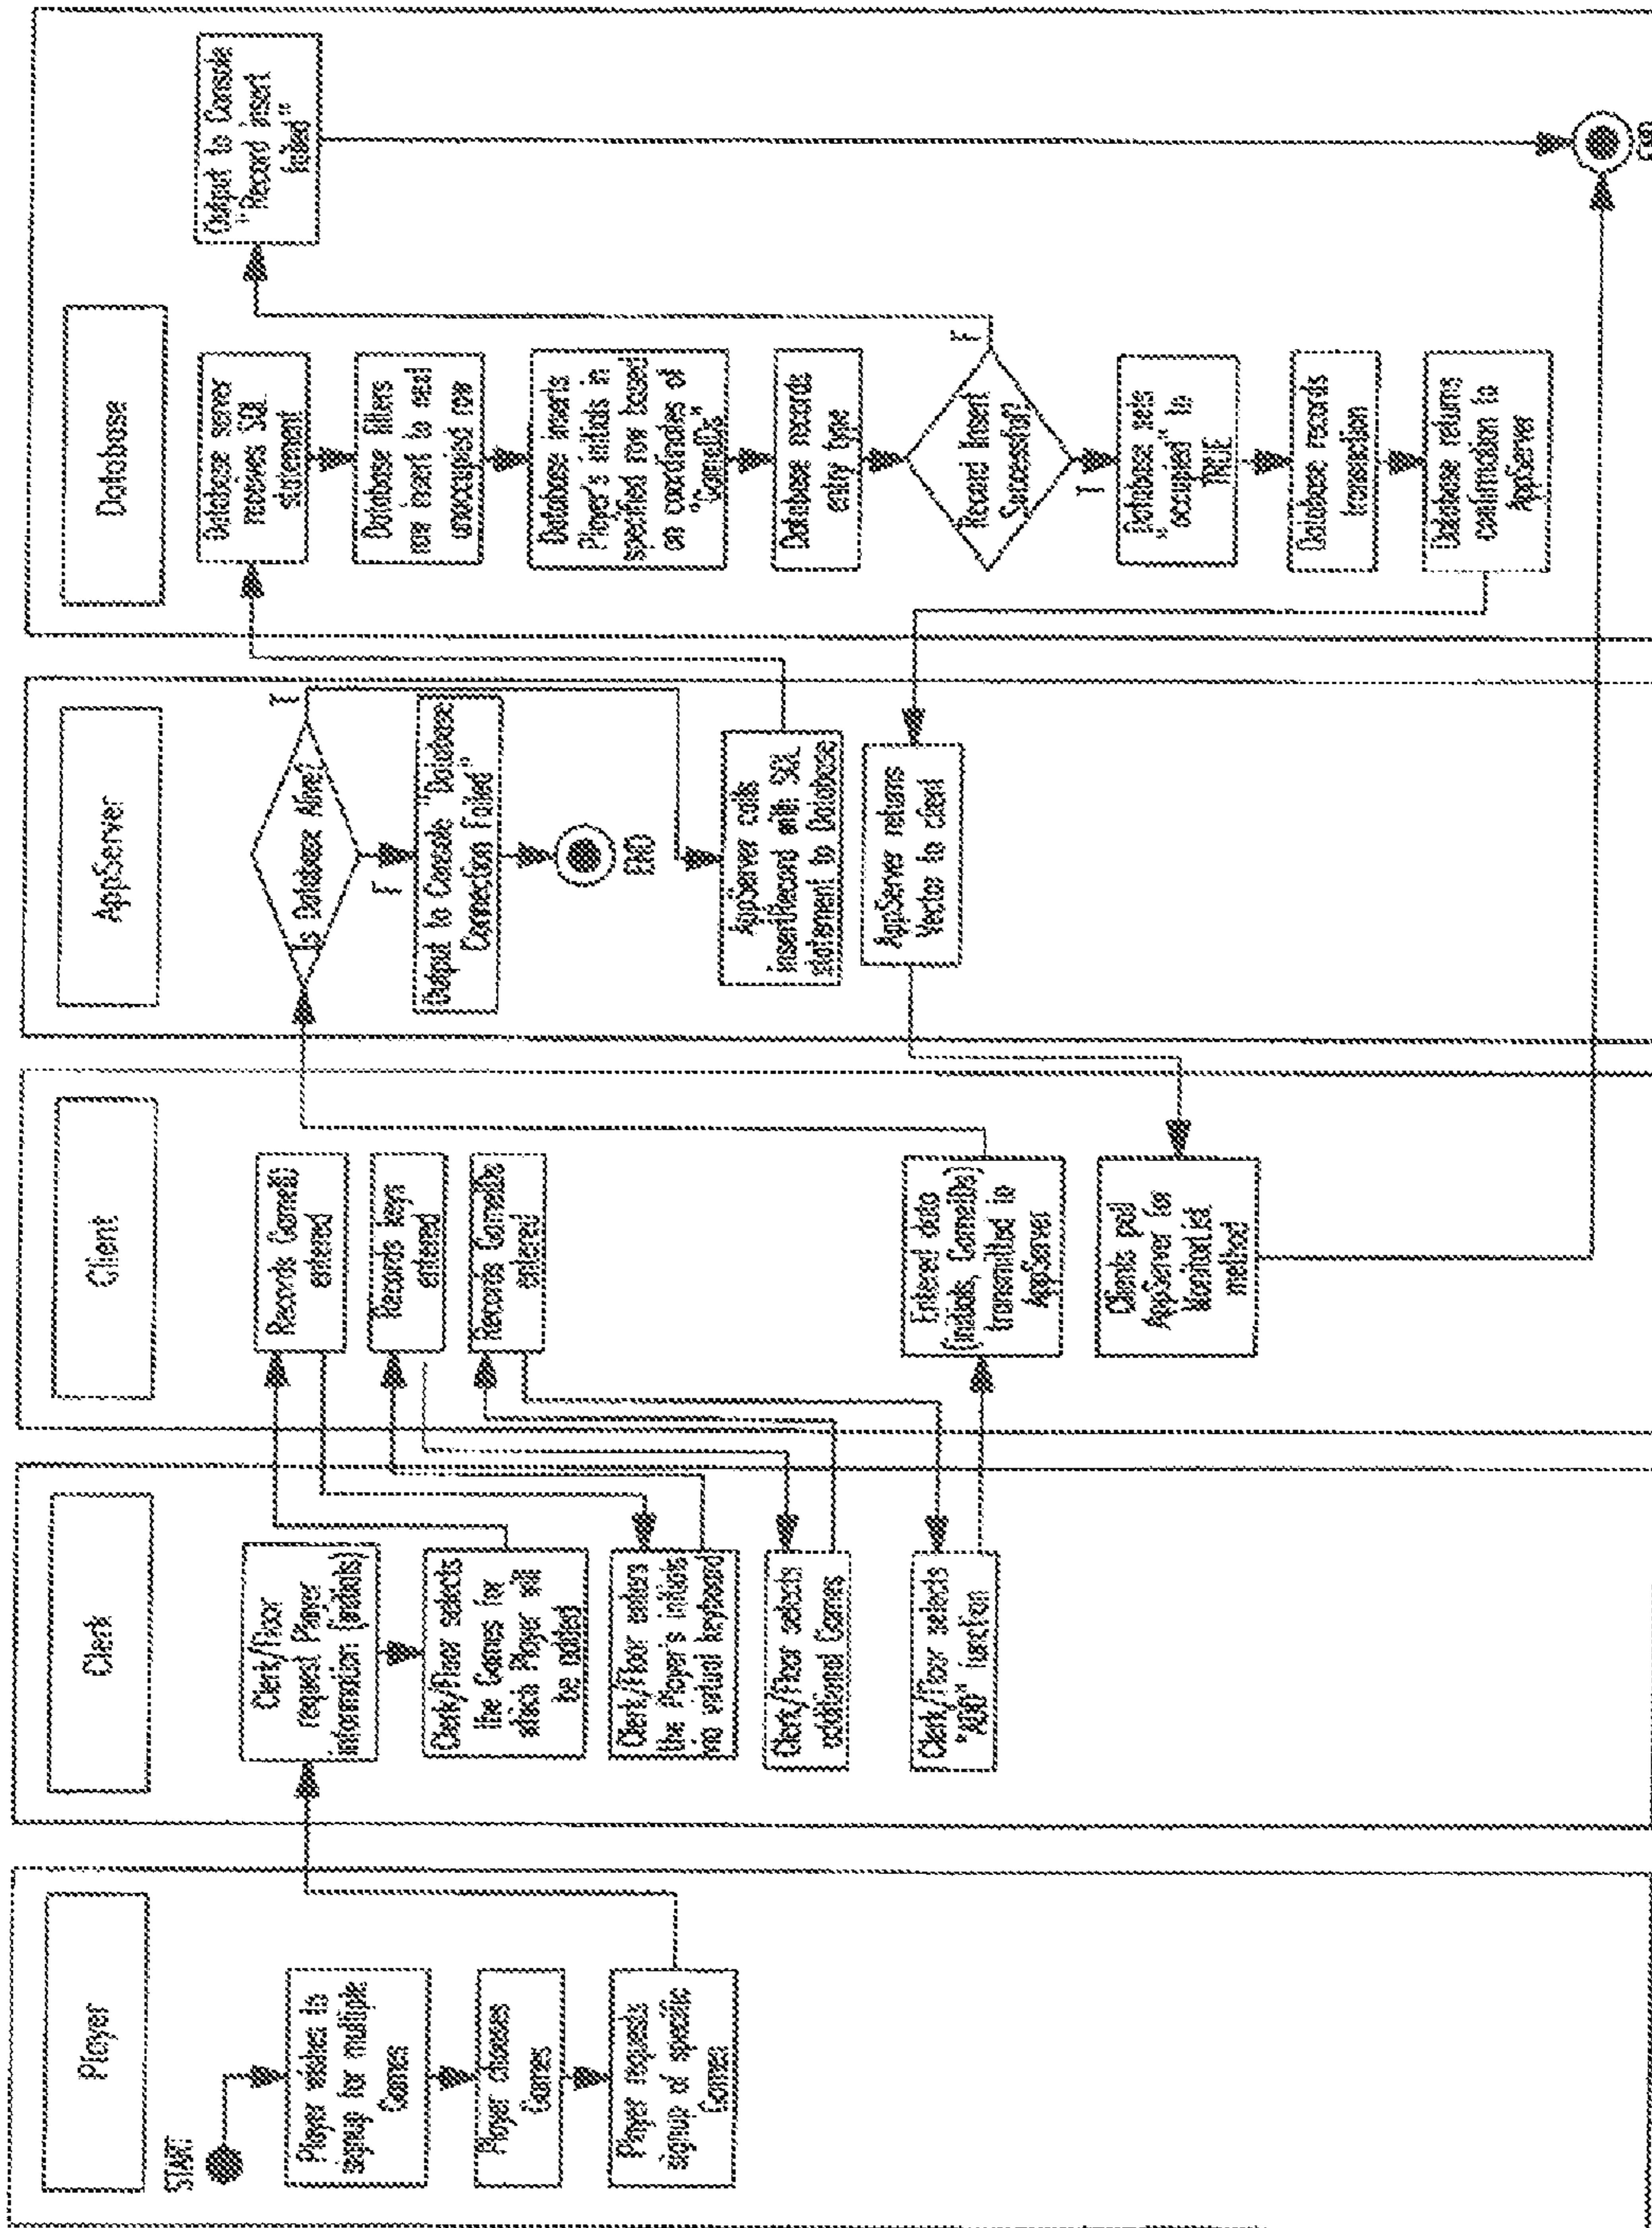 Player
START
Player wishes to
signup for multiple
Games
Player chooses
Games
Player requests
signup of specific
Games
Clerk
Clerk/Floor
request Player
information (initials)
Clerk/Floor selects
the Games for
which Player will
be added
Clerk/Floor enters
the Player's initials
via virtual keyboard
Clerk/Floor selects
additional Games
Clerk/Floor selects
"ADD" function
Client
Records GameID
entered
Records keys
entered
Records GameIDs
entered
Entered data
(initials, GameIDs)
transmitted to
AppServer
Clients poll
AppServer for
MonitorList
method
AppServer
Is Database Alive?
T
F
Output to Console "Database
Connection Failed"
END
AppServer calls
insertRecord with SQL
statement to Database
AppServer returns
Vector to client
Database
Database server
receives SQL
statement
Database filters
row insert to next
unoccupied row
Database inserts
Player's initials in
specified row based
on coordinates of
"GameIDs"
Database records
entry type
Record Insert
Successful?
F
T
Database sets
"occupied" to
TRUE
Database records
transaction
Database returns
confirmation to
AppServer
Output to Console
"Record insert
failed"
END